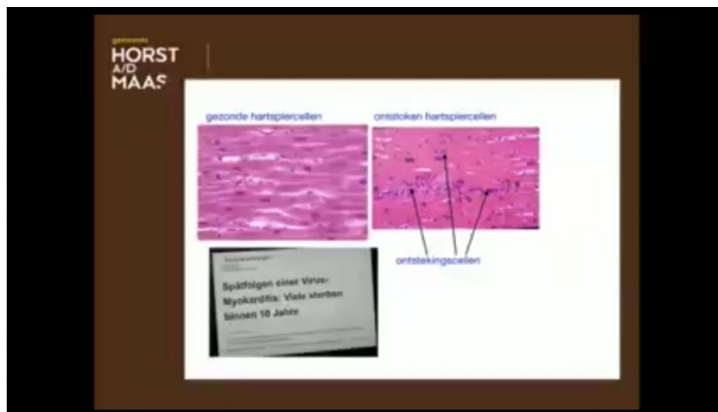 gemeente
HORST
A/D
MAAS
gezonde hartspiercellen
ontstoken hartspiercellen
ontstekingscellen
Spätfolgen einer Virus-
Myokarditis: Viele sterben
binnen 10 Jahre